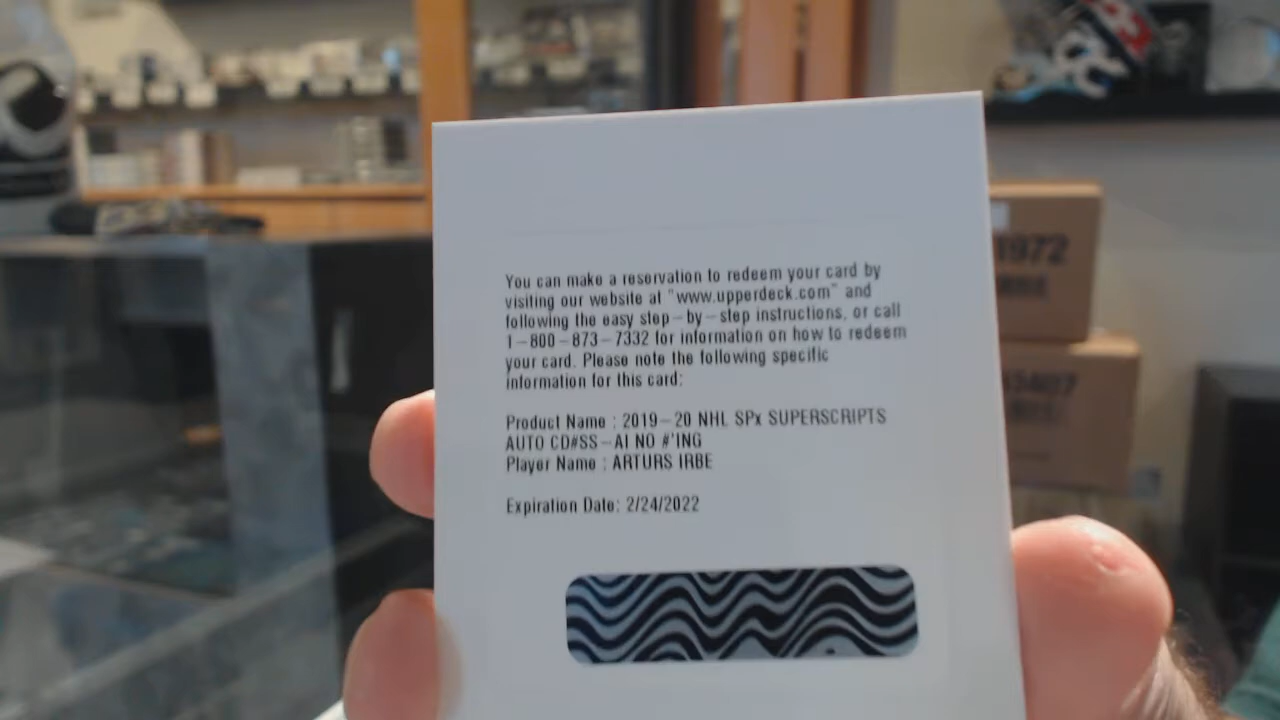 You can make a reservation to redeem your card by
visiting our website at "www.upperdeck.com" and
following the easy step-by-step instructions, or call
1-800-873-7332 for information on how to redeem
your card. Please note the following specific
information for this card:
Product Name : 2019-20 NHL SPx SUPERSCRIPTS
AUTO CD#SS-AI NO #'ING
Player Name : ARTURS IRBE
Expiration Date: 2/24/2022
1972